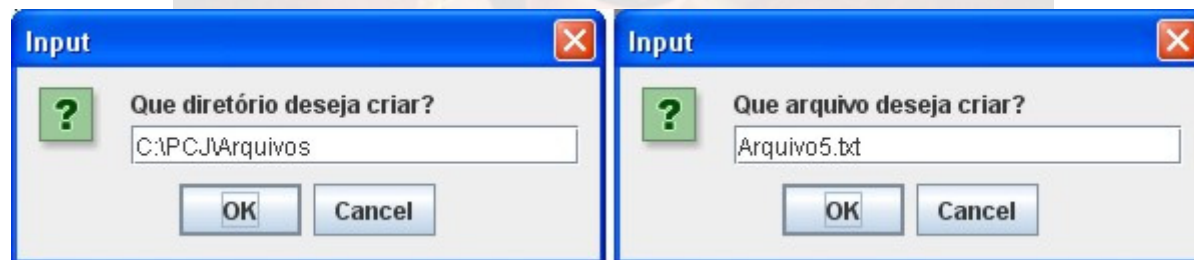 Input
Que diretório deseja criar?
C:\PCJ\Arquivos
OK Cancel
Input
Que arquivo deseja criar?
Arquivo5.txt
OK Cancel